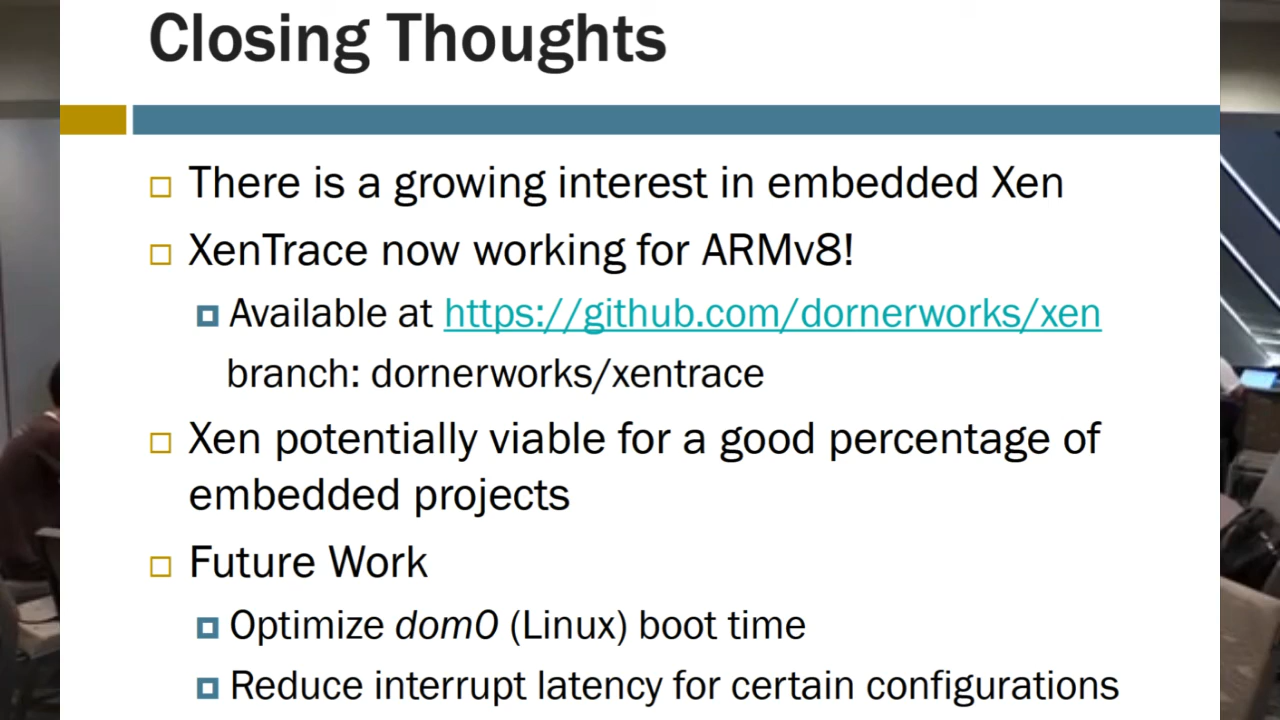 Closing Thoughts
There is a growing interest in embedded Xen
XenTrace now working for ARMv8!
Available at https://github.com/dornerworks/xen
branch: dornerworks/xentrace
Xen potentially viable for a good percentage of
embedded projects
Future Work
Optimize dom0 (Linux) boot time
Reduce interrupt latency for certain configurations